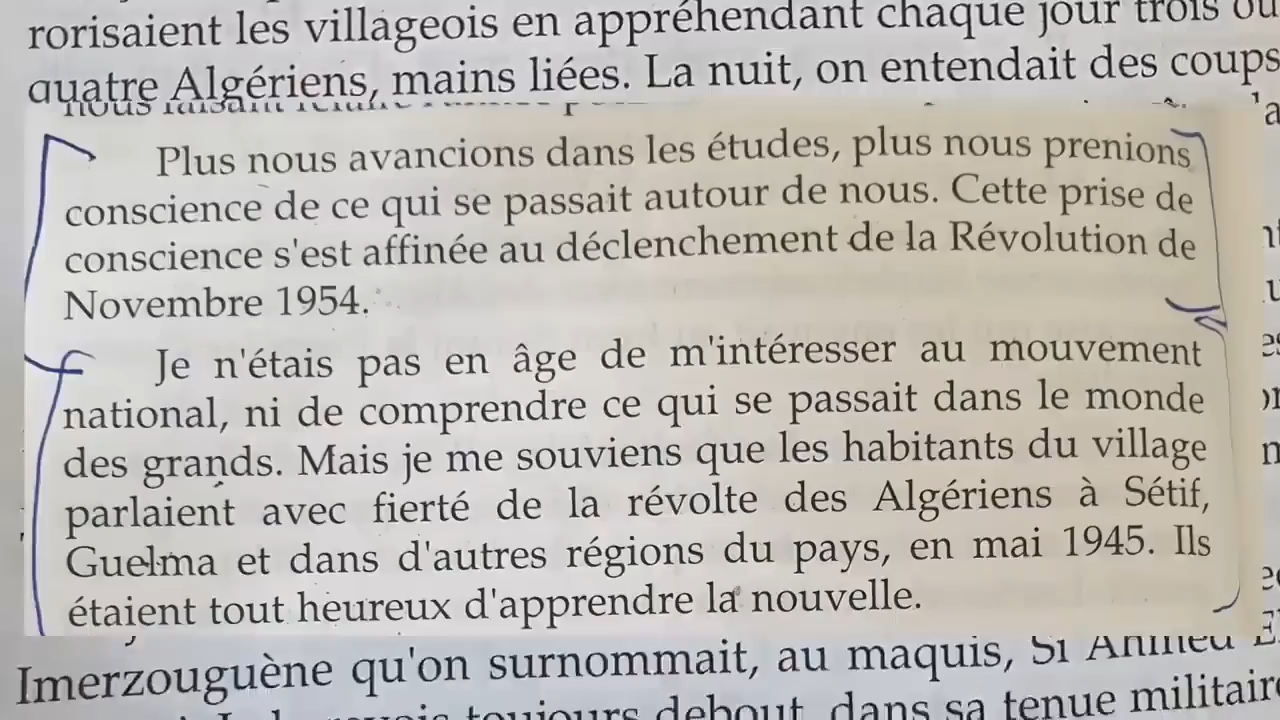 rorisaient les villageois en appréhendant chaque jour trois ou
quatre Algériens, mains liées. La nuit, on entendait des coups
Plus nous avancions dans les études, plus nous prenions
conscience de ce qui se passait autour de nous. Cette prise de
conscience s'est affinée au déclenchement de la Révolution de
Novembre 1954.
Je n'étais pas en âge de m'intéresser au mouvement
national, ni de comprendre ce qui se passait dans le monde
des grands. Mais je me souviens que les habitants du village
parlaient avec fierté de la révolte des Algériens à Sétif,
Guelma et dans d'autres régions du pays, en mai 1945. Ils
étaient tout heureux d'apprendre la nouvelle.
Imerzouguène qu'on surnommait, au maquis, Si
toujours debout, dans sa tenue militaire